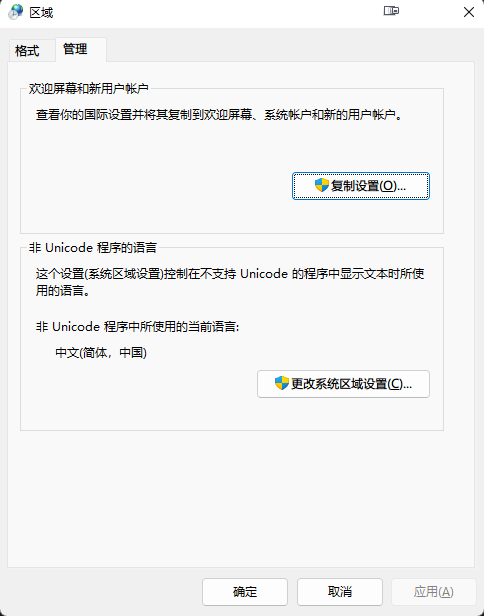 区域
格式
管理
欢迎屏幕和新用户帐户
查看你的国际设置并将其复制到欢迎屏幕、系统帐户和新的用户帐户。
复制设置(O)...
非 Unicode 程序的语言
这个设置(系统区域设置)控制在不支持 Unicode 的程序中显示文本时所使
用的语言。
非 Unicode 程序中所使用的当前语言:
中文(简体，中国)
更改系统区域设置(C)...
确定
取消
应用(A)